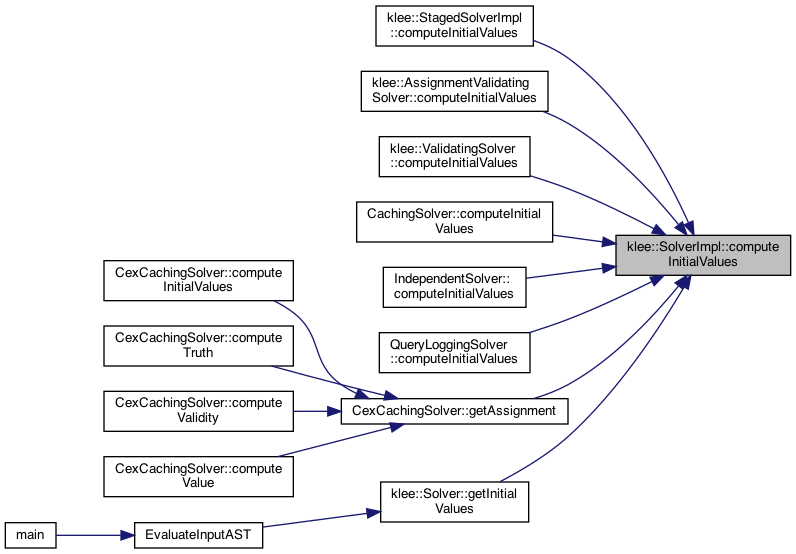 klee::StagedSolverImpl
::computeInitialValues
klee::AssignmentValidating
Solver::computeInitialValues
klee::ValidatingSolver
::computeInitialValues
CachingSolver::computeInitial
Values
klee::SolverImpl::compute
InitialValues
IndependentSolver::
computeInitialValues
CexCachingSolver::compute
InitialValues
QueryLoggingSolver
::computeInitialValues
CexCachingSolver::compute
Truth
CexCachingSolver::getAssignment
CexCachingSolver::compute
Validity
CexCachingSolver::compute
Value
klee::Solver::getInitial
Values
main
EvaluateInputAST